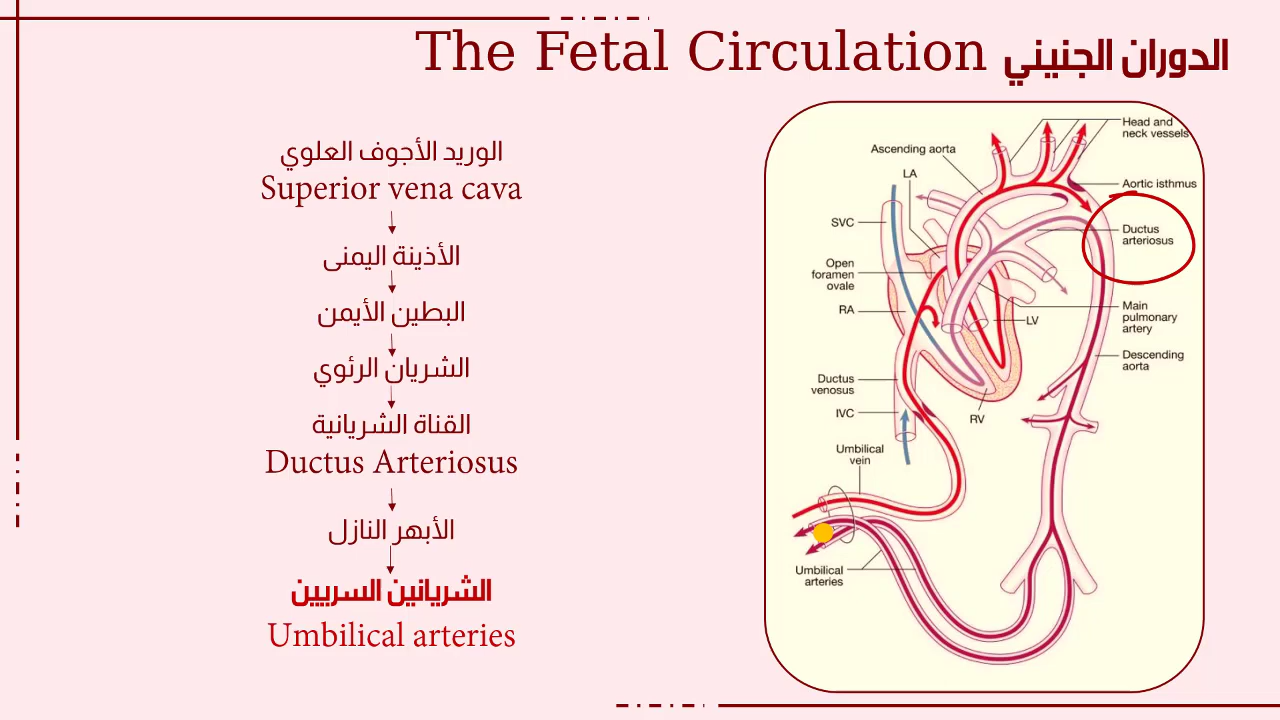 The Fetal Circulation الدوران الجنيني
الوريد الأجوف العلوي
Superior vena cava
الأذينة اليمنى
البطين الأيمن
الشريان الرئوي
القناة الشريانية
Ductus Arteriosus
الأبهر النازل
الشريانين السريين
Umbilical arteries
Head and
neck vessels
Ascending aorta
LA
Aortic isthmus
SVC
Ductus
arteriosus
Open
foramen
ovale
RA
LV
Main
pulmonary
artery
Descending
aorta
Ductus
venosus
IVC
RV
Umbilical
vein
Umbilical
arteries